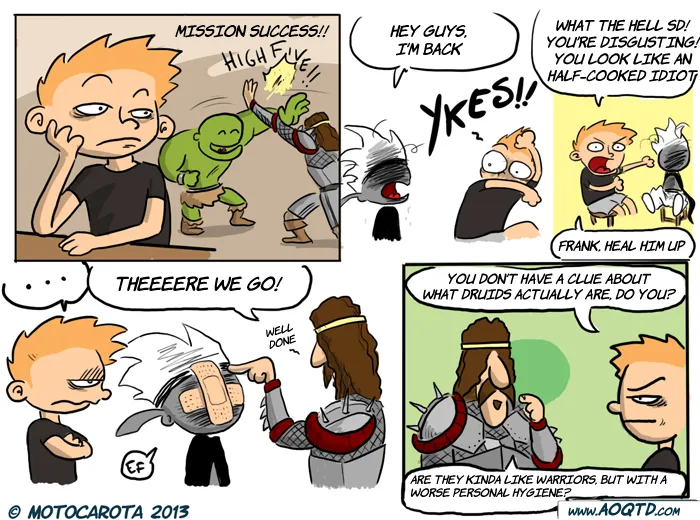 MISSION SUCCESS!!
HIGH FIVE!!
HEY GUYS,
I'M BACK
YKES!!
WHAT THE HELL SD!
YOU'RE DISGUSTING!
YOU LOOK LIKE AN
HALF-COOKED IDIOT
FRANK, HEAL HIM UP
...
THEEEERE WE GO!
WELL
DONE
EF
YOU DON'T HAVE A CLUE ABOUT
WHAT DRUIDS ACTUALLY ARE, DO YOU?
ARE THEY KINDA LIKE WARRIORS, BUT WITH A
WORSE PERSONAL HYGIENE?
© MOTOCAROTA 2013
WWW.AOQTD.COM